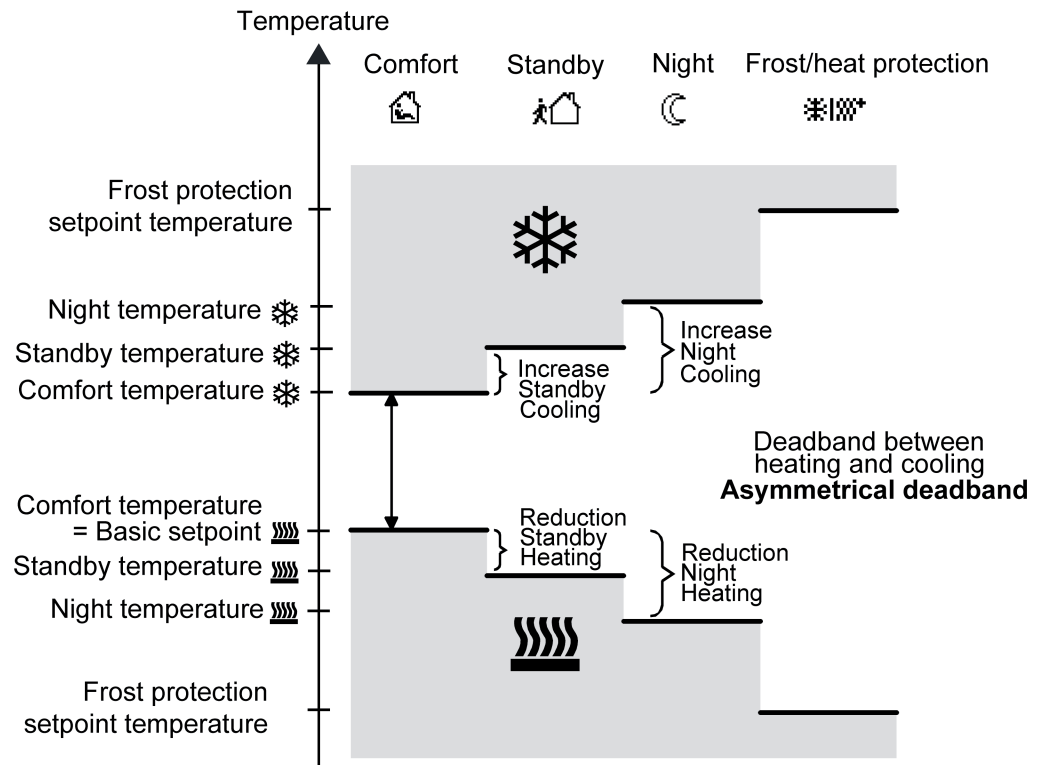 Temperature
Comfort
Standby
Night
Frost/heat protection
Frost protection
setpoint temperature
Night temperature
Standby temperature
Comfort temperature
Increase
Standby
Cooling
Increase
Night
Cooling
Deadband between
heating and cooling
Asymmetrical deadband
Comfort temperature
= Basic setpoint
Standby temperature
Night temperature
Reduction
Standby
Heating
Reduction
Night
Heating
Frost protection
setpoint temperature